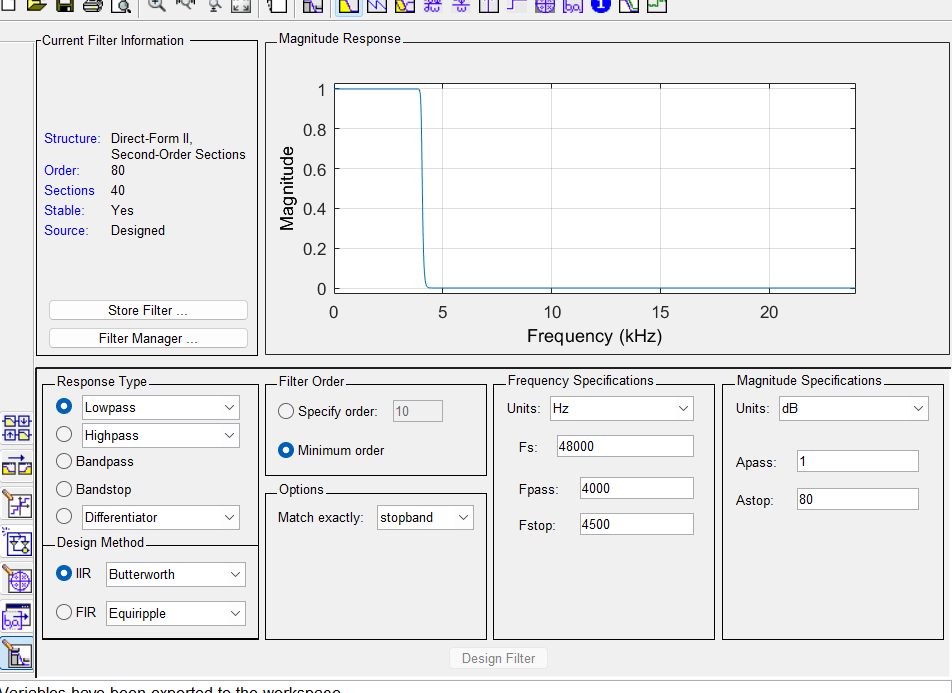 Current Filter Information
Structure: Direct-Form II,
Second-Order Sections
Order: 80
Sections 40
Stable: Yes
Source: Designed
Store Filter ...
Filter Manager ...
Magnitude Response
Magnitude
1
0.8
0.6
0.4
0.2
0
0 5 10 15 20
Frequency (kHz)
Response Type
Lowpass
Highpass
Bandpass
Bandstop
Differentiator
Design Method
IIR Butterworth
FIR Equiripple
Filter Order
Specify order: 10
Minimum order
Options
Match exactly: stopband
Frequency Specifications
Units: Hz
Fs: 48000
Fpass: 4000
Fstop: 4500
Magnitude Specifications
Units: dB
Apass: 1
Astop: 80
Design Filter
Variables have been exported to the workspace